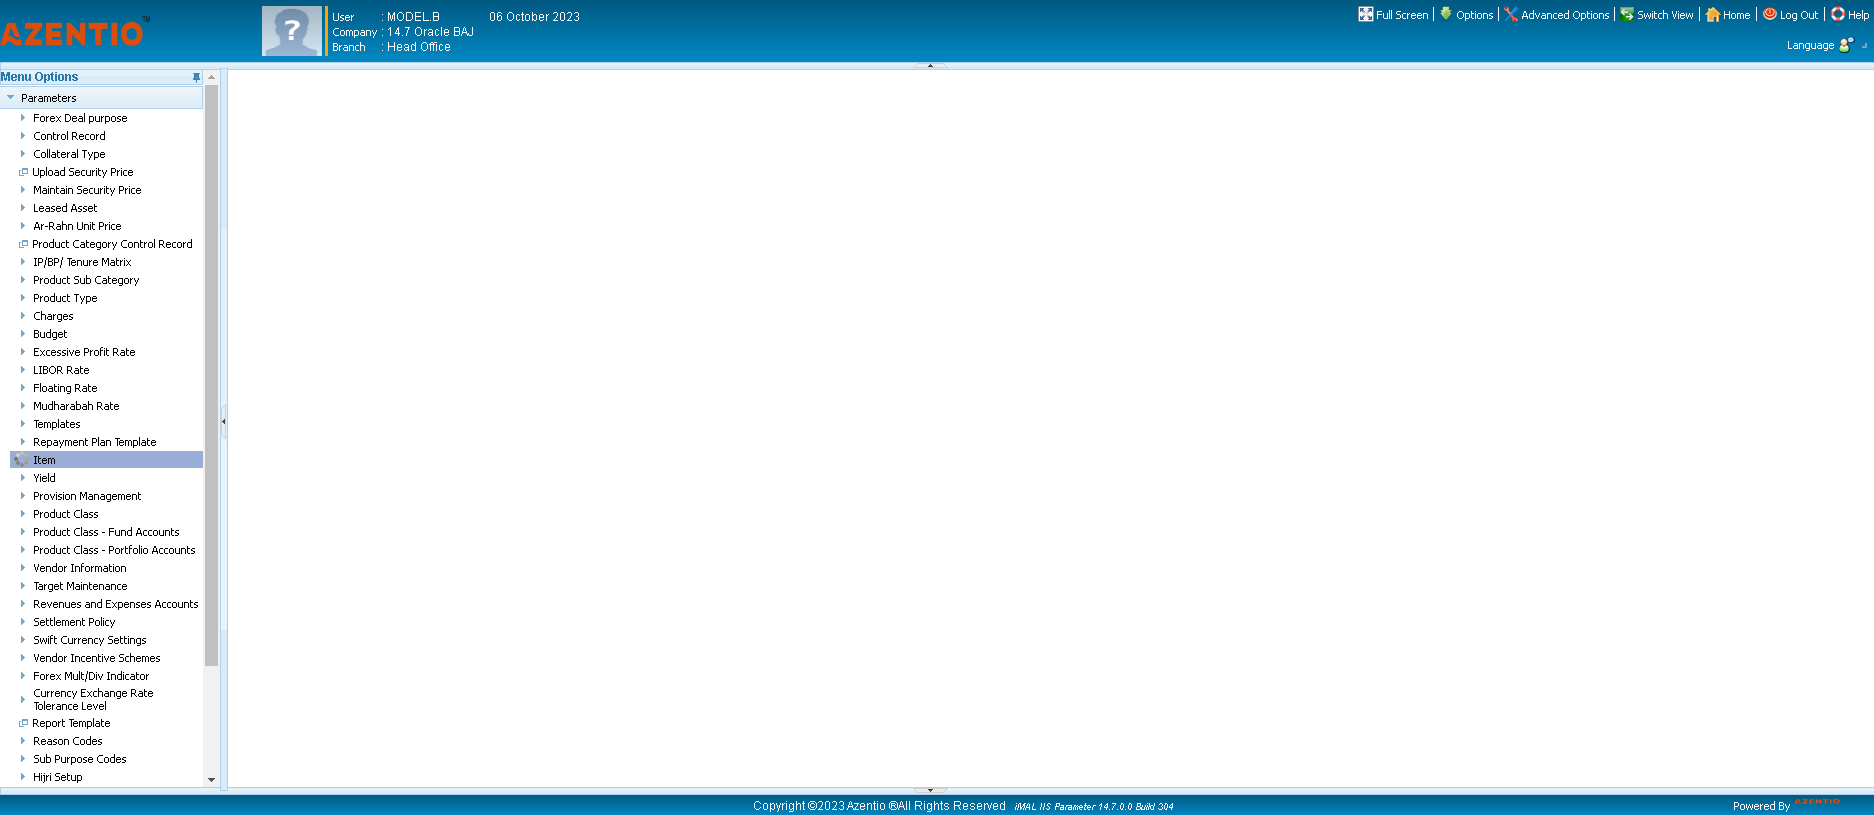 AZENTIO™
User : MODEL.B 06 October 2023
Company : 14.7 Oracle BAJ
Branch : Head Office
Full Screen | Options | Advanced Options | Switch View | Home | Log Out | Help
Language
Menu Options
Parameters
Forex Deal purpose
Control Record
Collateral Type
Upload Security Price
Maintain Security Price
Leased Asset
Ar-Rahn Unit Price
Product Category Control Record
IP/BP/ Tenure Matrix
Product Sub Category
Product Type
Charges
Budget
Excessive Profit Rate
LIBOR Rate
Floating Rate
Mudharabah Rate
Templates
Repayment Plan Template
Item
Yield
Provision Management
Product Class
Product Class - Fund Accounts
Product Class - Portfolio Accounts
Vendor Information
Target Maintenance
Revenues and Expenses Accounts
Settlement Policy
Swift Currency Settings
Vendor Incentive Schemes
Forex Mult/Div Indicator
Currency Exchange Rate
Tolerance Level
Report Template
Reason Codes
Sub Purpose Codes
Hijri Setup
Copyright ©2023 Azentio ®All Rights Reserved iMAL IIS Parameter 14.7.0.0 Build 304
Powered By AZENTIO